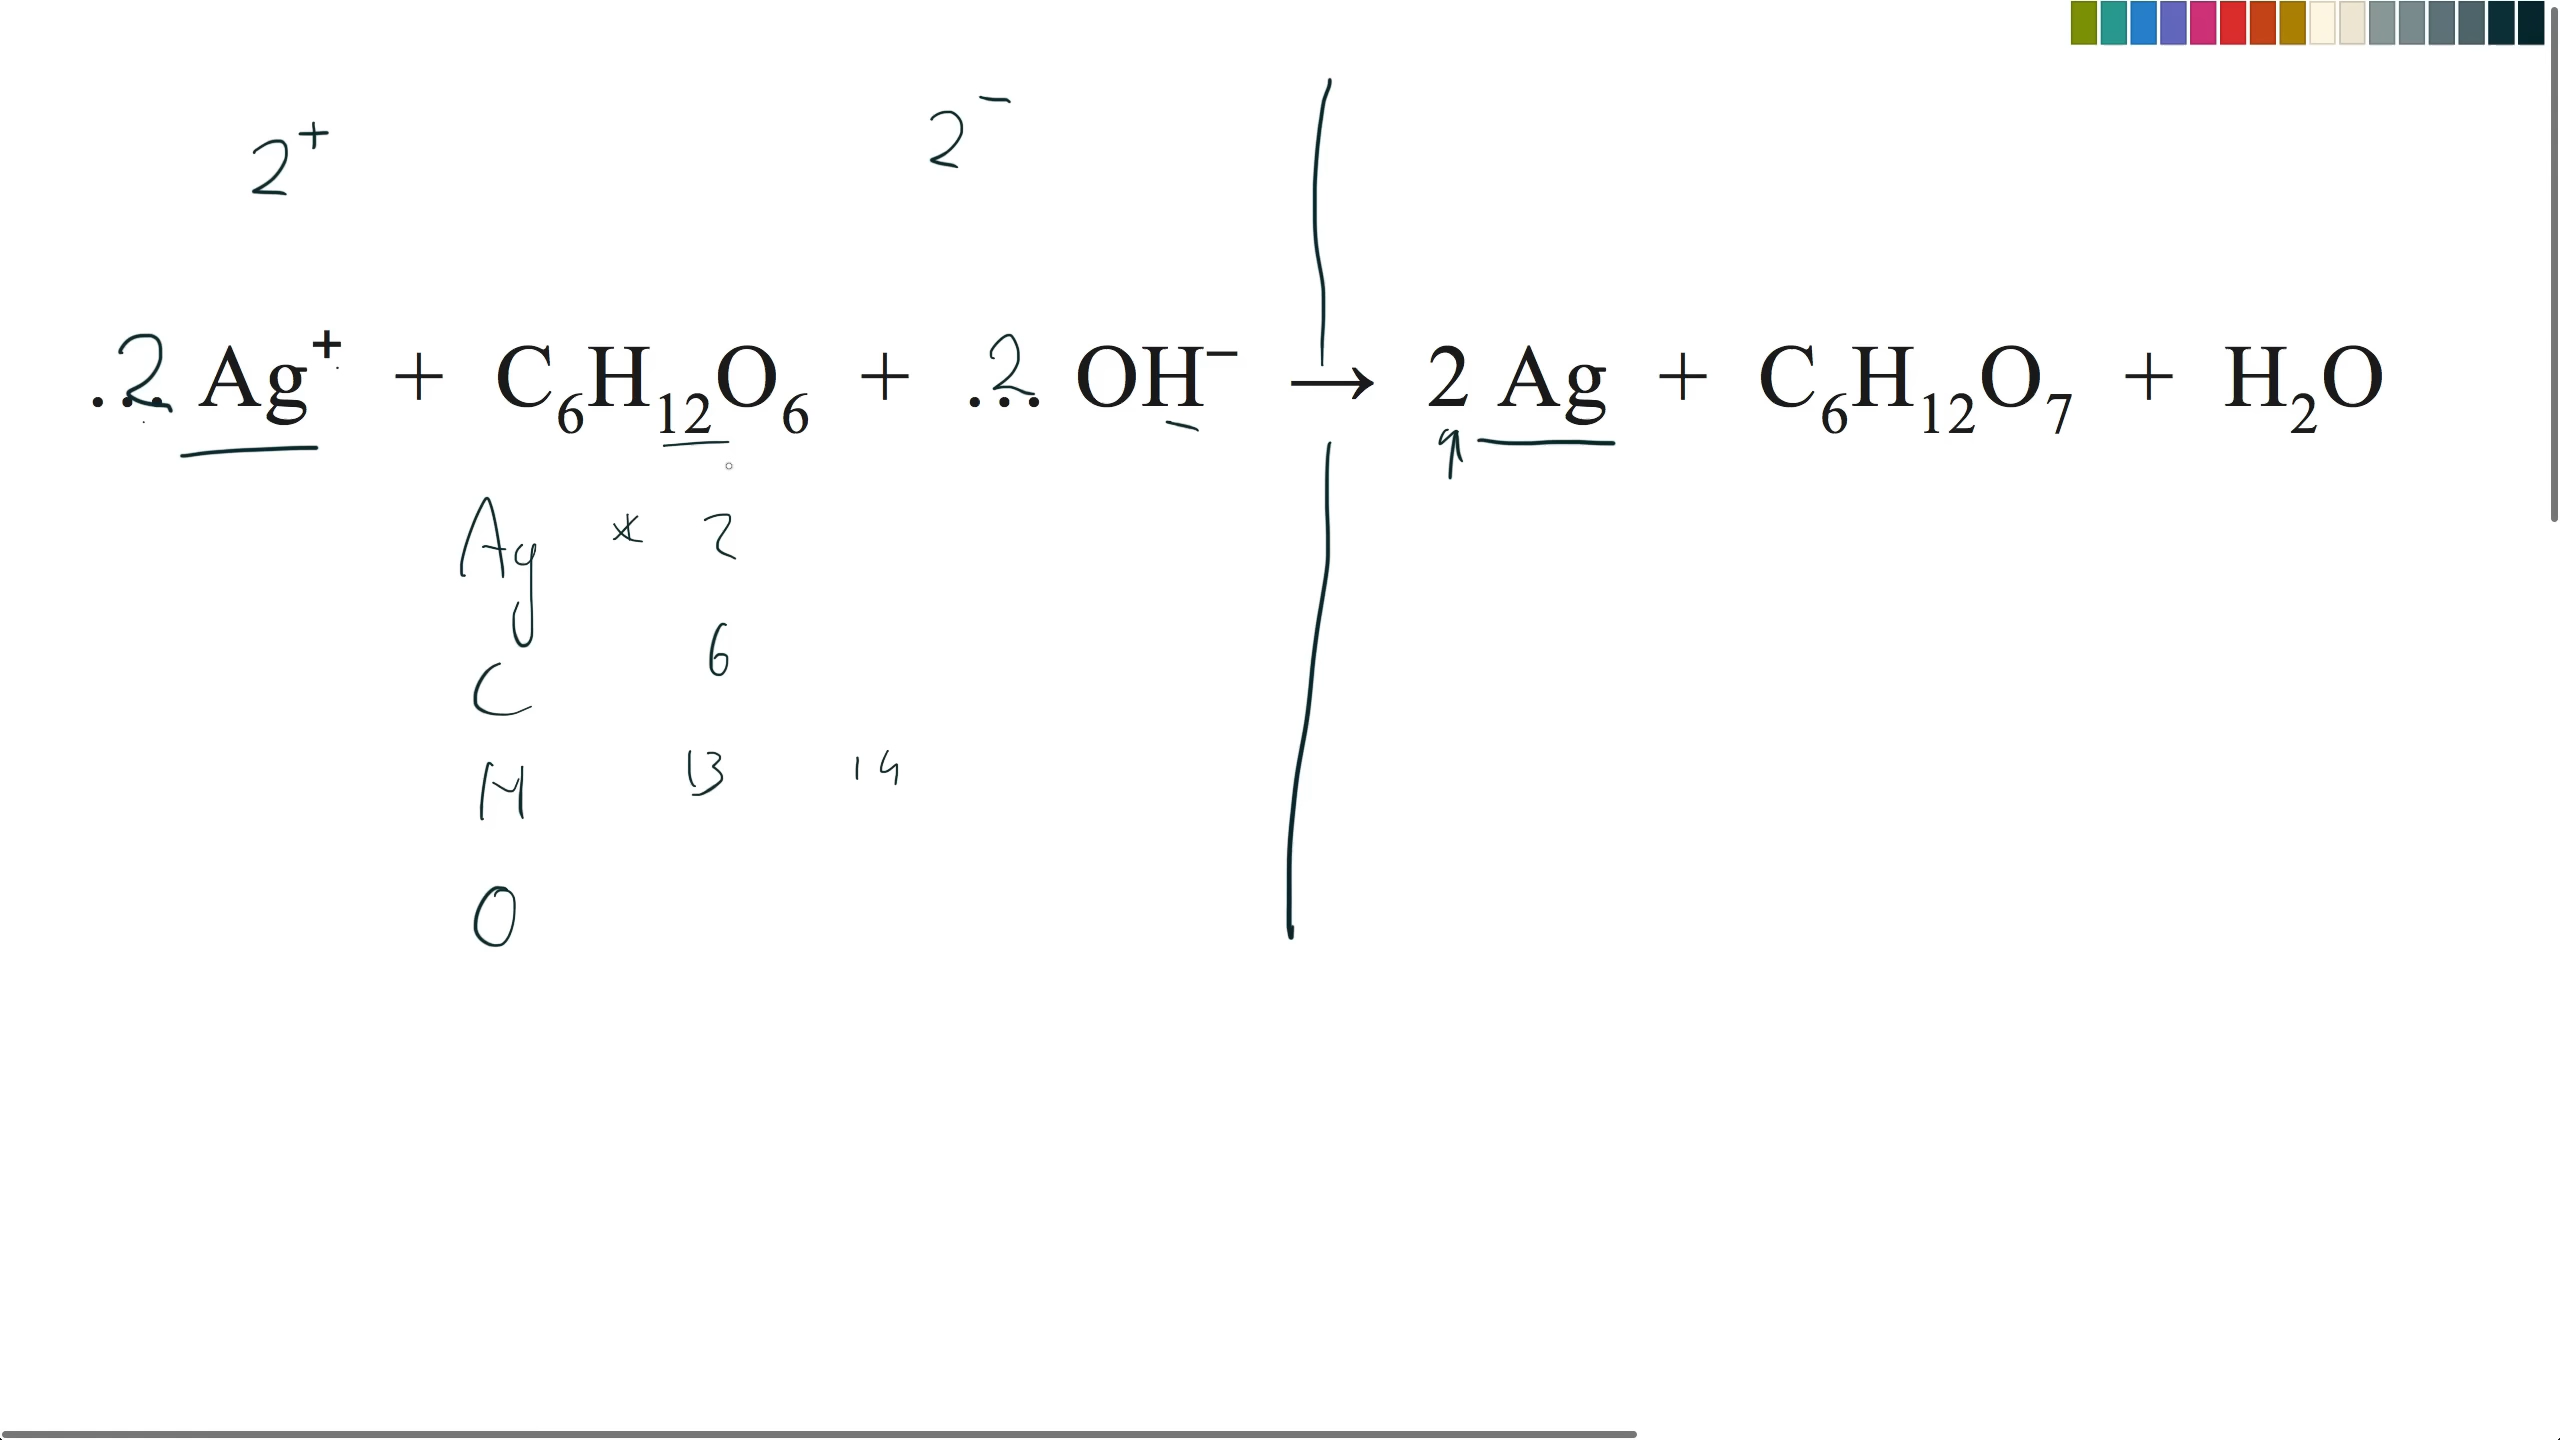 2⁺ 2⁻
...2 Ag⁺ + C₆H₁₂O₆ + ...2 OH⁻ → 2 Ag + C₆H₁₂O₇ + H₂O
Ag * 2
C 6
H 13 14
O